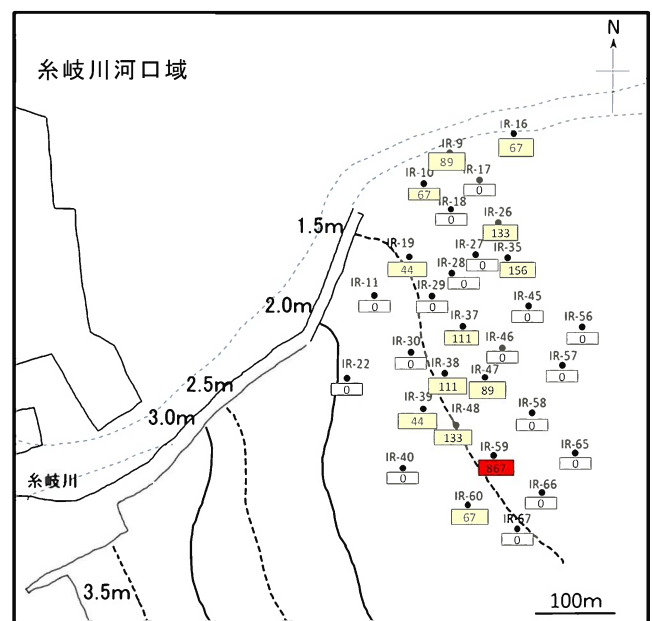 N
糸岐川河口域
IR-16
67
IR-9
89
IR-17
0
IR-10
67
IR-18
0
IR-26
133
1.5m
IR-19
44
IR-27
0
IR-35
156
IR-28
0
IR-11
0
IR-29
0
2.0m
IR-45
0
IR-56
0
IR-37
111
IR-30
0
IR-46
0
IR-57
0
IR-22
0
IR-38
111
IR-47
89
2.5m
3.0m
IR-39
44
IR-48
133
IR-58
0
IR-59
867
IR-65
0
IR-40
0
糸岐川
IR-66
0
IR-60
67
IR-67
0
3.5m
100m